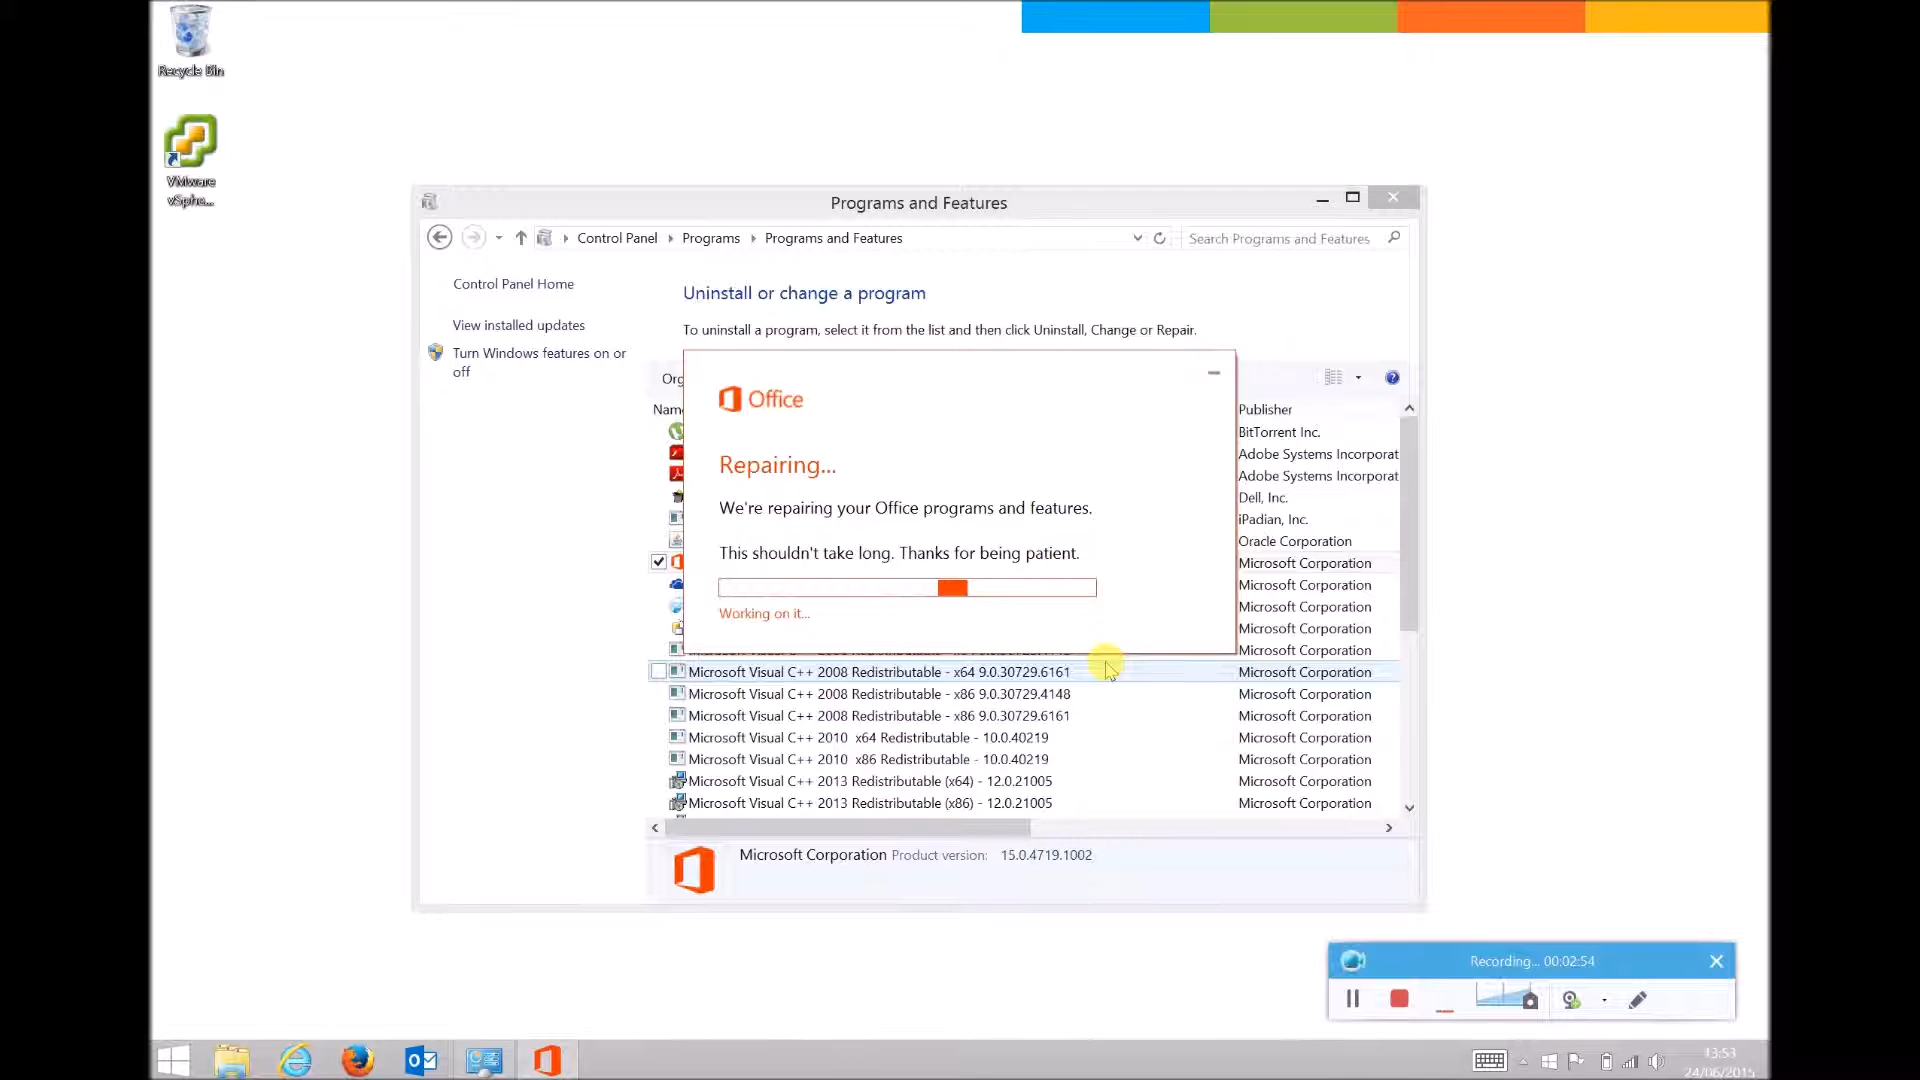 Recycle Bin
VMware
vSphe...
Programs and Features
Control Panel
Programs
Programs and Features
Search Programs and Features
Control Panel Home
View installed updates
Turn Windows features on or
off
Uninstall or change a program
To uninstall a program, select it from the list and then click Uninstall, Change or Repair.
Org
Name
Publisher
Office
Repairing...
We're repairing your Office programs and features.
This shouldn't take long. Thanks for being patient.
Working on it...
BitTorrent Inc.
Adobe Systems Incorporat
Adobe Systems Incorporat
Dell, Inc.
iPadian, Inc.
Oracle Corporation
Microsoft Corporation
Microsoft Corporation
Microsoft Corporation
Microsoft Corporation
Microsoft Corporation
Microsoft Visual C++ 2008 Redistributable - x64 9.0.30729.6161 Microsoft Corporation
Microsoft Visual C++ 2008 Redistributable - x86 9.0.30729.4148 Microsoft Corporation
Microsoft Visual C++ 2008 Redistributable - x86 9.0.30729.6161 Microsoft Corporation
Microsoft Visual C++ 2010 x64 Redistributable - 10.0.40219 Microsoft Corporation
Microsoft Visual C++ 2010 x86 Redistributable - 10.0.40219 Microsoft Corporation
Microsoft Visual C++ 2013 Redistributable (x64) - 12.0.21005 Microsoft Corporation
Microsoft Visual C++ 2013 Redistributable (x86) - 12.0.21005 Microsoft Corporation
Microsoft Corporation Product version: 15.0.4719.1002
Recording... 00:02:54
13:53
24/06/2015